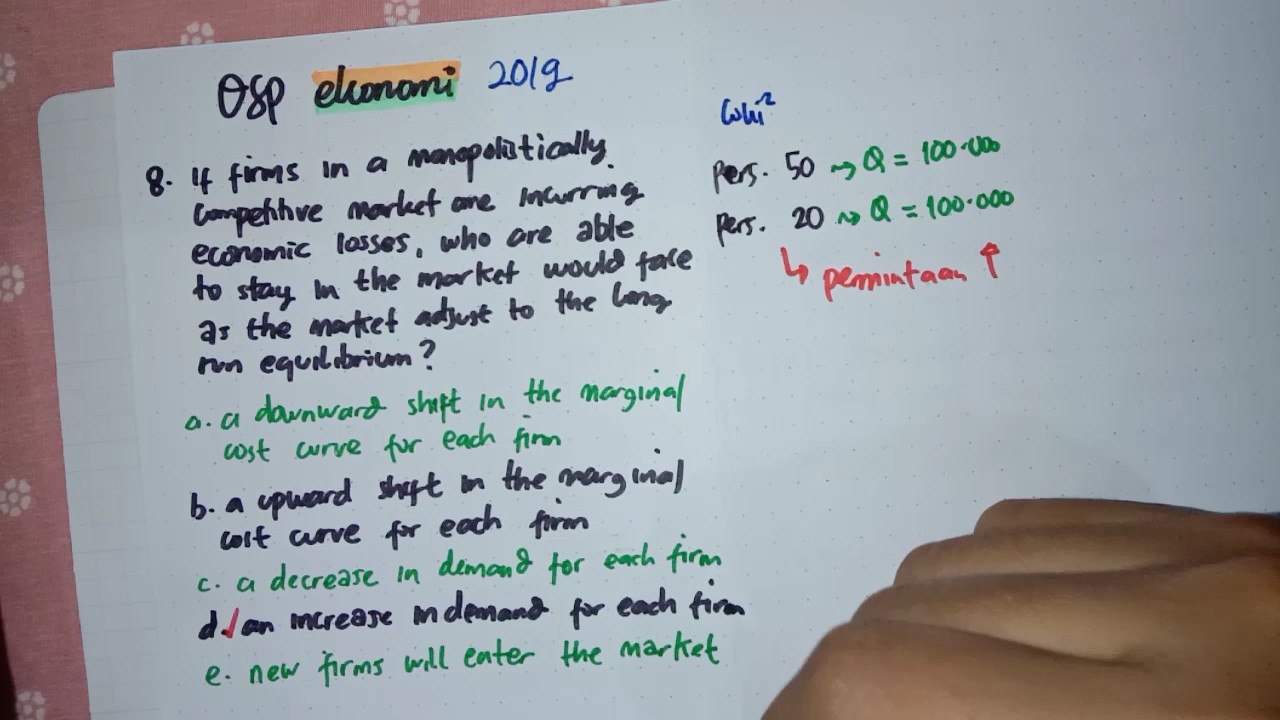 OSP ekonomi 2019
8. If firms in a monopolistically
competitive market are incurring
economic losses, who are able
to stay in the market would face
as the market adjust to the long
run equilibrium?
a. a downward shift in the marginal
cost curve for each firm
b. a upward shift in the marginal
cost curve for each firm
c. a decrease in demand for each firm
d. an increase in demand for each firm
e. new firms will enter the market
pers. 50 → Q = 100.000
pers. 20 → Q = 100.000
↳ permintaan ↑